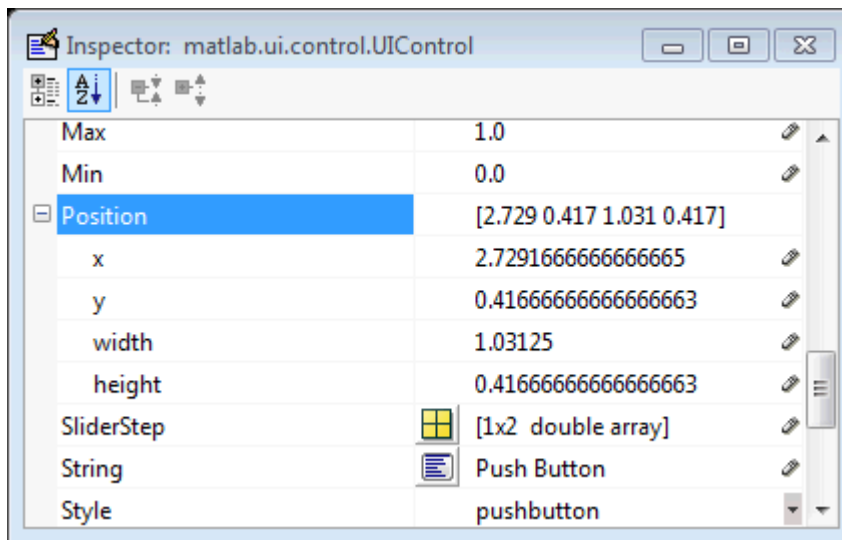 Inspector: matlab.ui.control.UIControl
A
Z
Max 1.0
Min 0.0
Position [2.729 0.417 1.031 0.417]
x 2.7291666666666665
y 0.41666666666666663
width 1.03125
height 0.41666666666666663
SliderStep [1x2 double array]
String Push Button
Style pushbutton